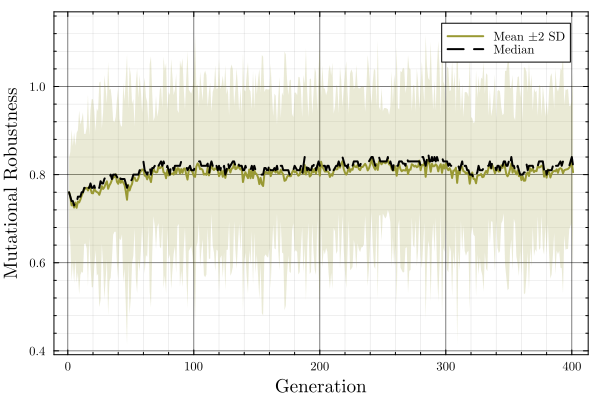 Mean ±2 SD
Median
Mutational Robustness
1.0
0.8
0.6
0.4
0 100 200 300 400
Generation